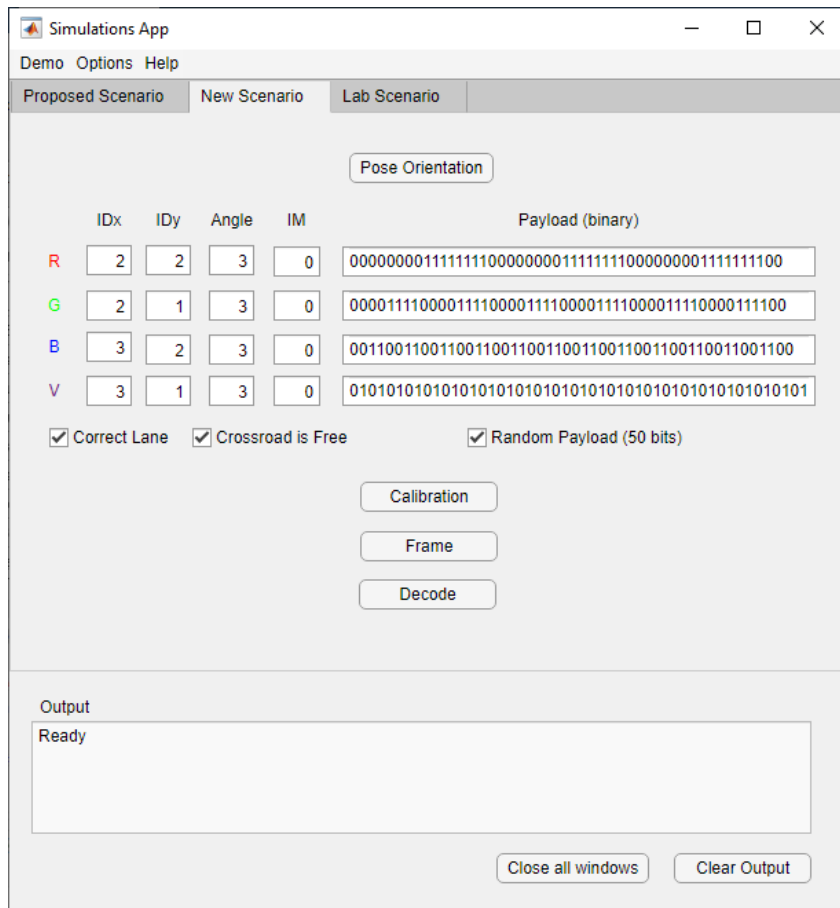 Simulations App
Demo Options Help
Proposed Scenario New Scenario Lab Scenario
Pose Orientation
IDx IDy Angle IM Payload (binary)
R 2 2 3 0 00000000111111110000000011111111000000001111111100
G 2 1 3 0 00001111000011110000111100001111000011110000111100
B 3 2 3 0 00110011001100110011001100110011001100110011001100
V 3 1 3 0 01010101010101010101010101010101010101010101010101
Correct Lane Crossroad is Free Random Payload (50 bits)
Calibration
Frame
Decode
Output
Ready
Close all windows Clear Output